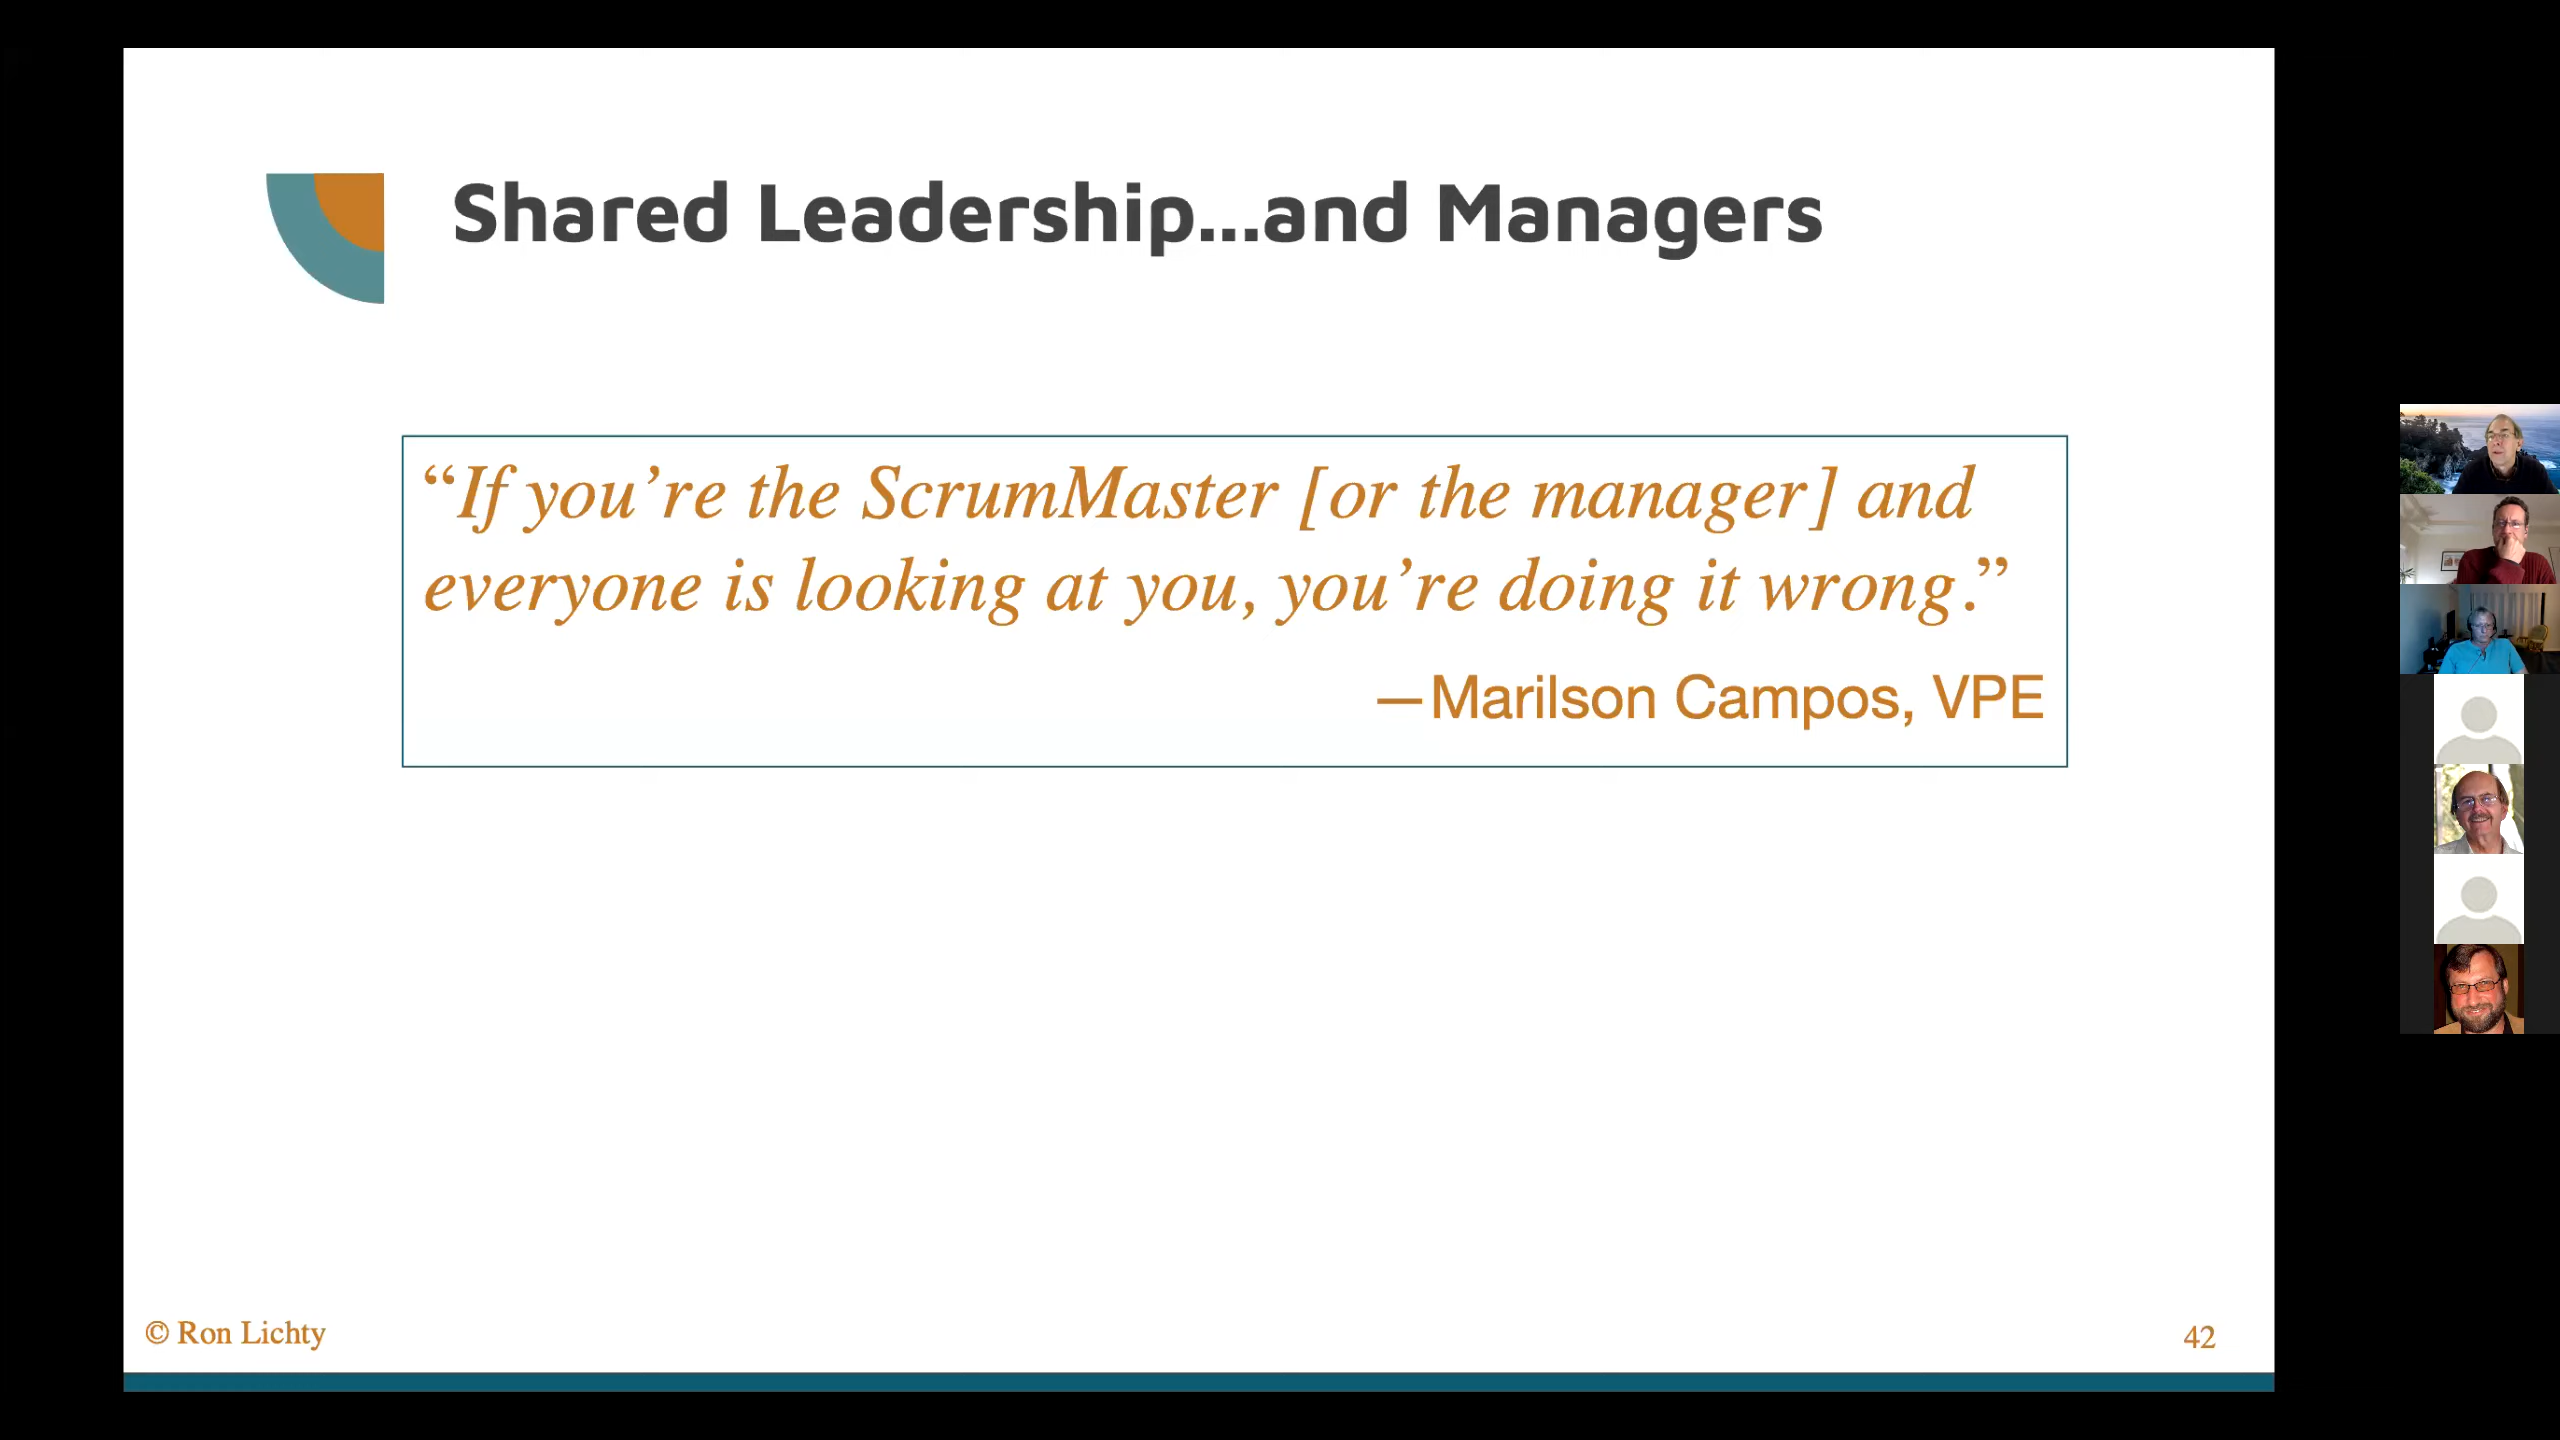 Shared Leadership...and Managers
“If you’re the ScrumMaster [or the manager] and
everyone is looking at you, you’re doing it wrong.”
—Marilson Campos, VPE
© Ron Lichty
42